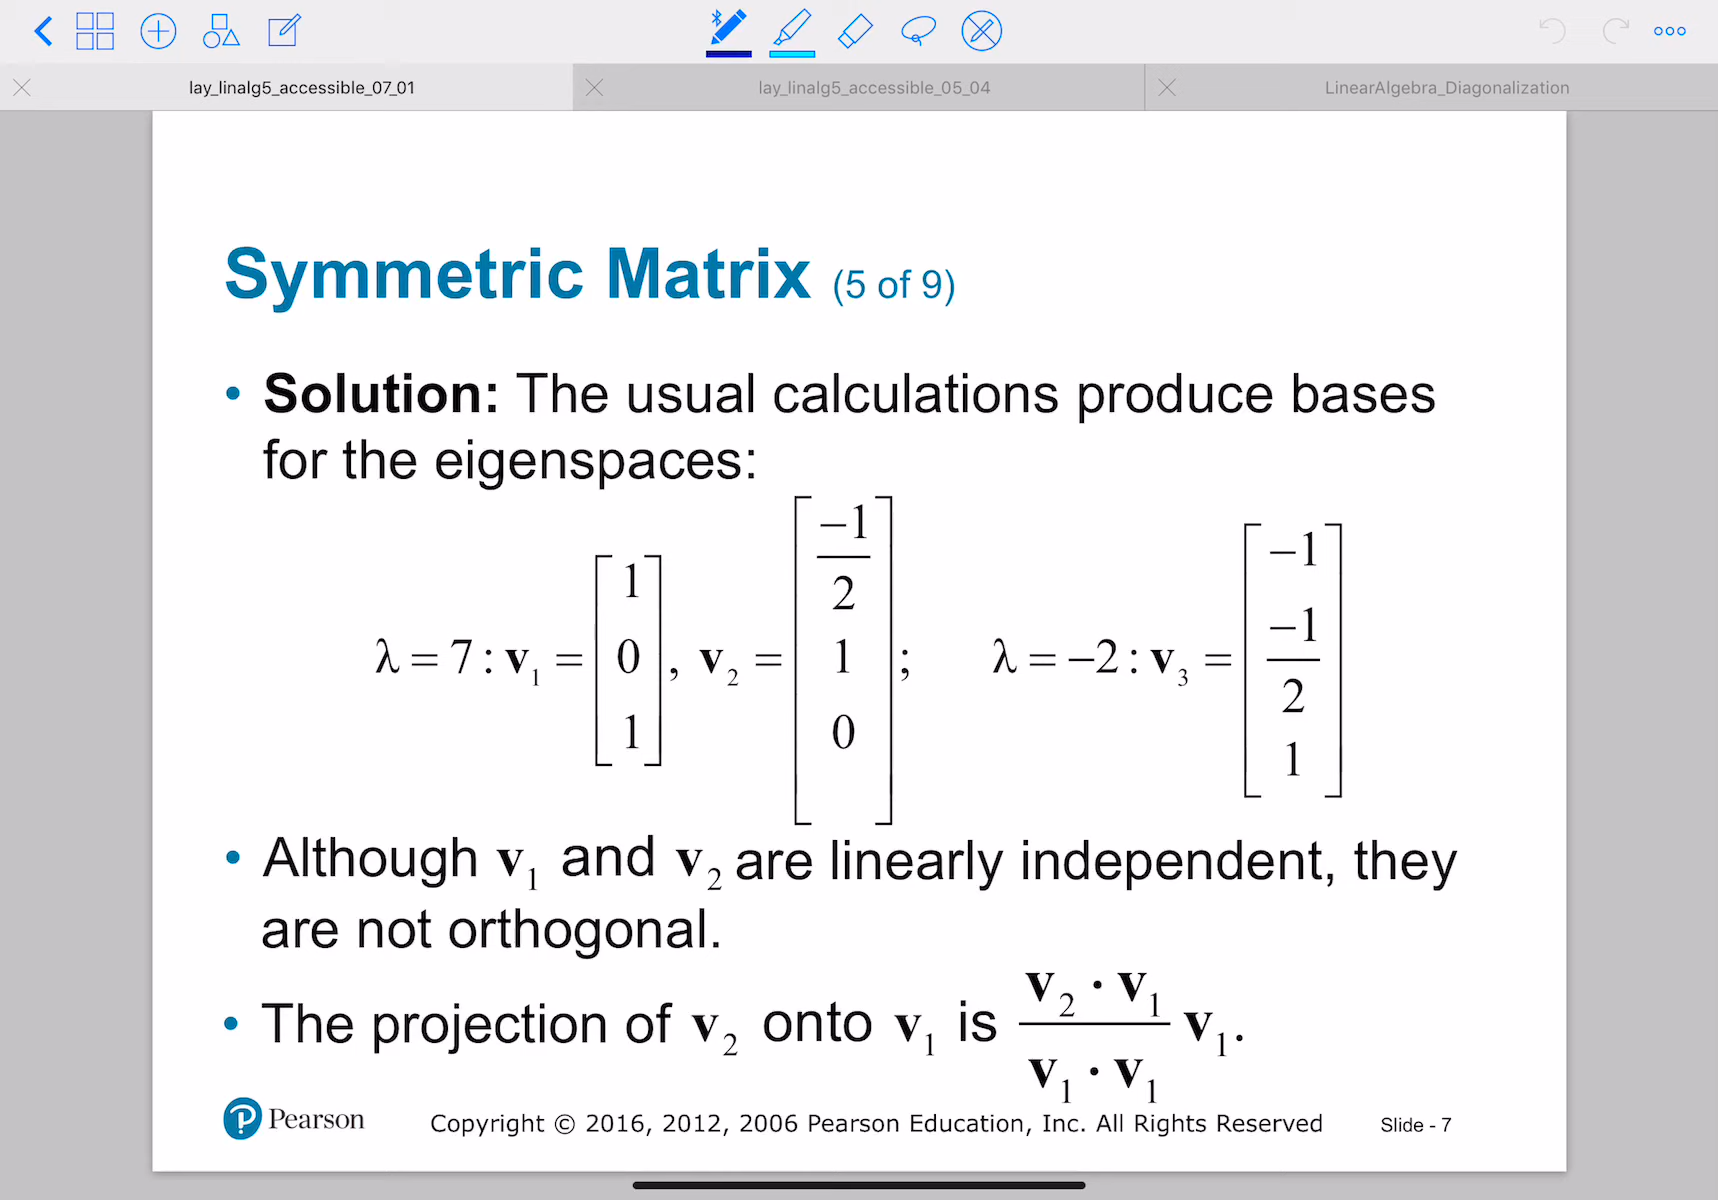 lay_linalg5_accessible_07_01
lay_linalg5_accessible_05_04
LinearAlgebra_Diagonalization
Symmetric Matrix (5 of 9)
• Solution: The usual calculations produce bases
for the eigenspaces:
λ = 7 : v₁ = [1 0 1], v₂ = [−1/2 1 0]; λ = −2 : v₃ = [−1 −1/2 1]
• Although v₁ and v₂ are linearly independent, they
are not orthogonal.
• The projection of v₂ onto v₁ is (v₂ · v₁)/(v₁ · v₁) v₁.
Pearson
Copyright © 2016, 2012, 2006 Pearson Education, Inc. All Rights Reserved
Slide - 7